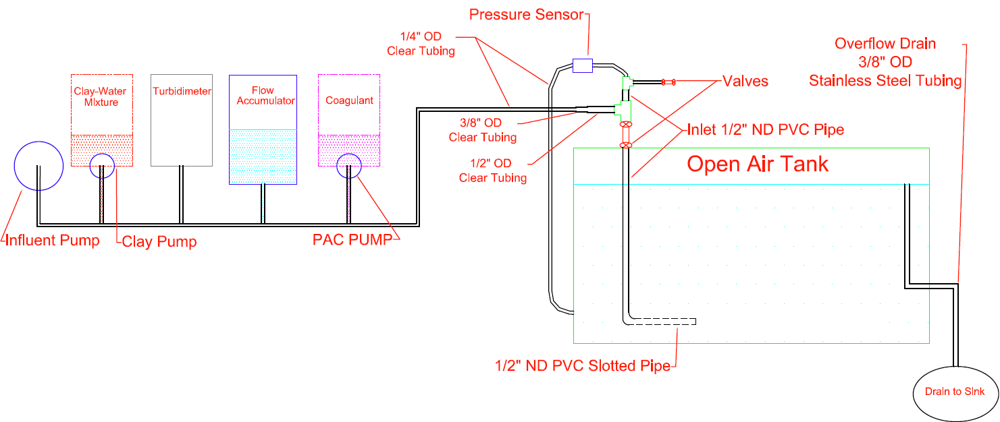 Pressure Sensor
1/4" OD
Clear Tubing
Overflow Drain
3/8" OD
Stainless Steel Tubing
Valves
Clay-Water
Mixture
Turbidimeter
Flow
Accumulator
Coagulant
3/8" OD
Clear Tubing
Inlet 1/2" ND PVC Pipe
1/2" OD
Clear Tubing
Open Air Tank
Influent Pump
Clay Pump
PAC PUMP
1/2" ND PVC Slotted Pipe
Drain to Sink